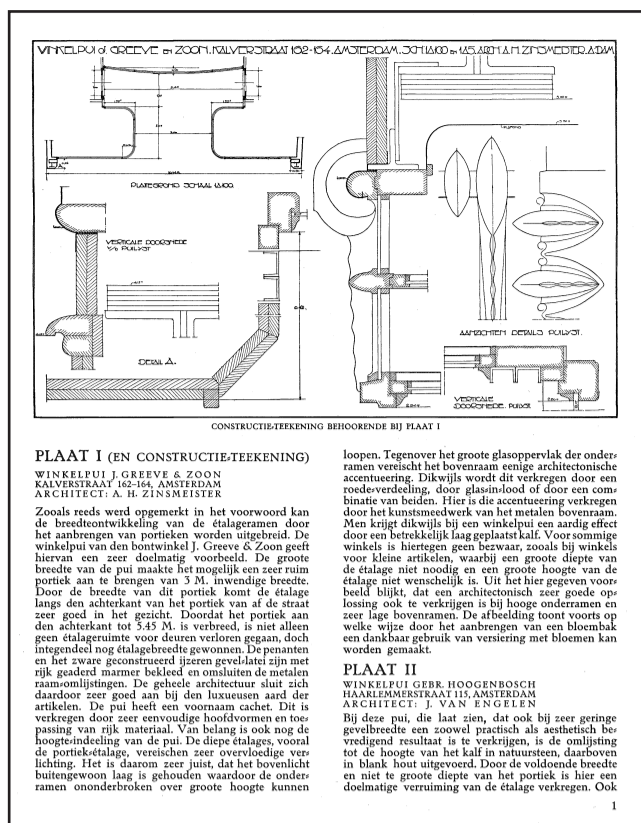 WINKELPUI d. GREEVE en ZOON. KALVERSTRAAT 162-164. AMSTERDAM. SCH 1à100 en 1à5. ARCH A.H. ZINSMEISTER. A'DAM.
PLATEGROND SCHAAL 1à100.
VERTICALE DOORSNEDE
DETAIL A.
AANZICHTEN DETAILS PUILYST.
VERTICALE
DOORSNEDE. PUILYST
CONSTRUCTIE-TEEKENING BEHOORENDE BIJ PLAAT I
PLAAT I (EN CONSTRUCTIE-TEEKENING)
WINKELPUI J. GREEVE & ZOON
KALVERSTRAAT 162–164, AMSTERDAM
ARCHITECT: A. H. ZINSMEISTER
Zooals reeds werd opgemerkt in het voorwoord kan
de breedteontwikkeling van de étalageramen door
het aanbrengen van portieken worden uitgebreid. De
winkelpui van den bontwinkel J. Greeve & Zoon geeft
hiervan een zeer doelmatig voorbeeld. De groote
breedte van de pui maakte het mogelijk een zeer ruim
portiek aan te brengen van 3 M. inwendige breedte.
Door de breedte van dit portiek komt de étalage
langs den achterkant van het portiek van af de straat
zeer goed in het gezicht. Doordat het portiek aan
den achterkant tot 5.45 M. is verbreed, is niet alleen
geen étalageruimte voor deuren verloren gegaan, doch
integendeel nog étalagebreedte gewonnen. De penanten
en het zware geconstrueerd ijzeren gevel-latei zijn met
rijk geaderd marmer bekleed en omsluiten de metalen
raam-omlijstingen. De geheele architectuur sluit zich
daardoor zeer goed aan bij den luxueusen aard der
artikelen. De pui heeft een voornaam cachet. Dit is
verkregen door zeer eenvoudige hoofdvormen en toe-
passing van rijk materiaal. Van belang is ook nog de
hoogte-indeeling van de pui. De diepe étalages, vooral
de portiek-étalage, vereischen zeer overvloedige ver-
lichting. Het is daarom zeer juist, dat het bovenlicht
buitengewoon laag is gehouden waardoor de onder-
ramen ononderbroken over groote hoogte kunnen
loopen. Tegenover het groote glasoppervlak der onder-
ramen vereischt het bovenraam eenige architectonische
accentueering. Dikwijls wordt dit verkregen door een
roede-verdeeling, door glas-in-lood of door een com-
binatie van beiden. Hier is die accentueering verkregen
door het kunstsmeedwerk van het metalen bovenraam.
Men krijgt dikwijls bij een winkelpui een aardig effect
door een betrekkelijk laag geplaatst kalf. Voor sommige
winkels is hiertegen geen bezwaar, zooals bij winkels
voor kleine artikelen, waarbij een groote diepte van
de étalage niet noodig en een groote hoogte van de
étalage niet wenschelijk is. Uit het hier gegeven voor-
beeld blijkt, dat een architectonisch zeer goede op-
lossing ook te verkrijgen is bij hooge onderramen en
zeer lage bovenramen. De afbeelding toont voorts op
welke wijze door het aanbrengen van een bloembak
een dankbaar gebruik van versiering met bloemen kan
worden gemaakt.
PLAAT II
WINKELPUI GEBR. HOOGENBOSCH
HAARLEMMERSTRAAT 115, AMSTERDAM
ARCHITECT: J. VAN ENGELEN
Bij deze pui, die laat zien, dat ook bij zeer geringe
gevelbreedte een zoowel practisch als aesthetisch be-
vredigend resultaat is te verkrijgen, is de omlijsting
tot de hoogte van het kalf in natuursteen, daarboven
in blank hout uitgevoerd. Door de voldoende breedte
en niet te groote diepte van het portiek is hier een
doelmatige verruiming van de étalage verkregen. Ook
1